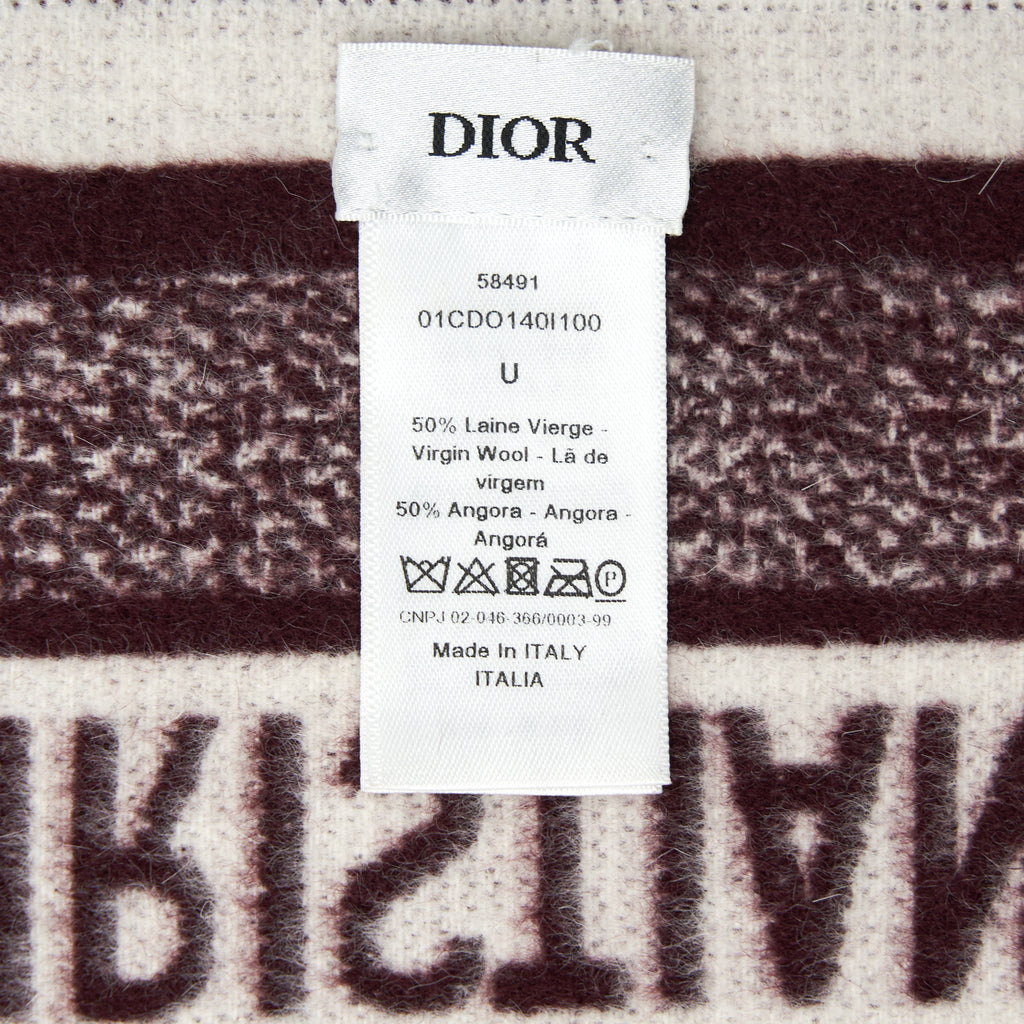 DIOR
58491
01CDO140I100
U
50% Laine Vierge -
Virgin Wool - Lã de
virgem
50% Angora - Angora -
Angorá
P
CNPJ 02-046-366/0003-99
Made In ITALY
ITALIA
RISTIAN